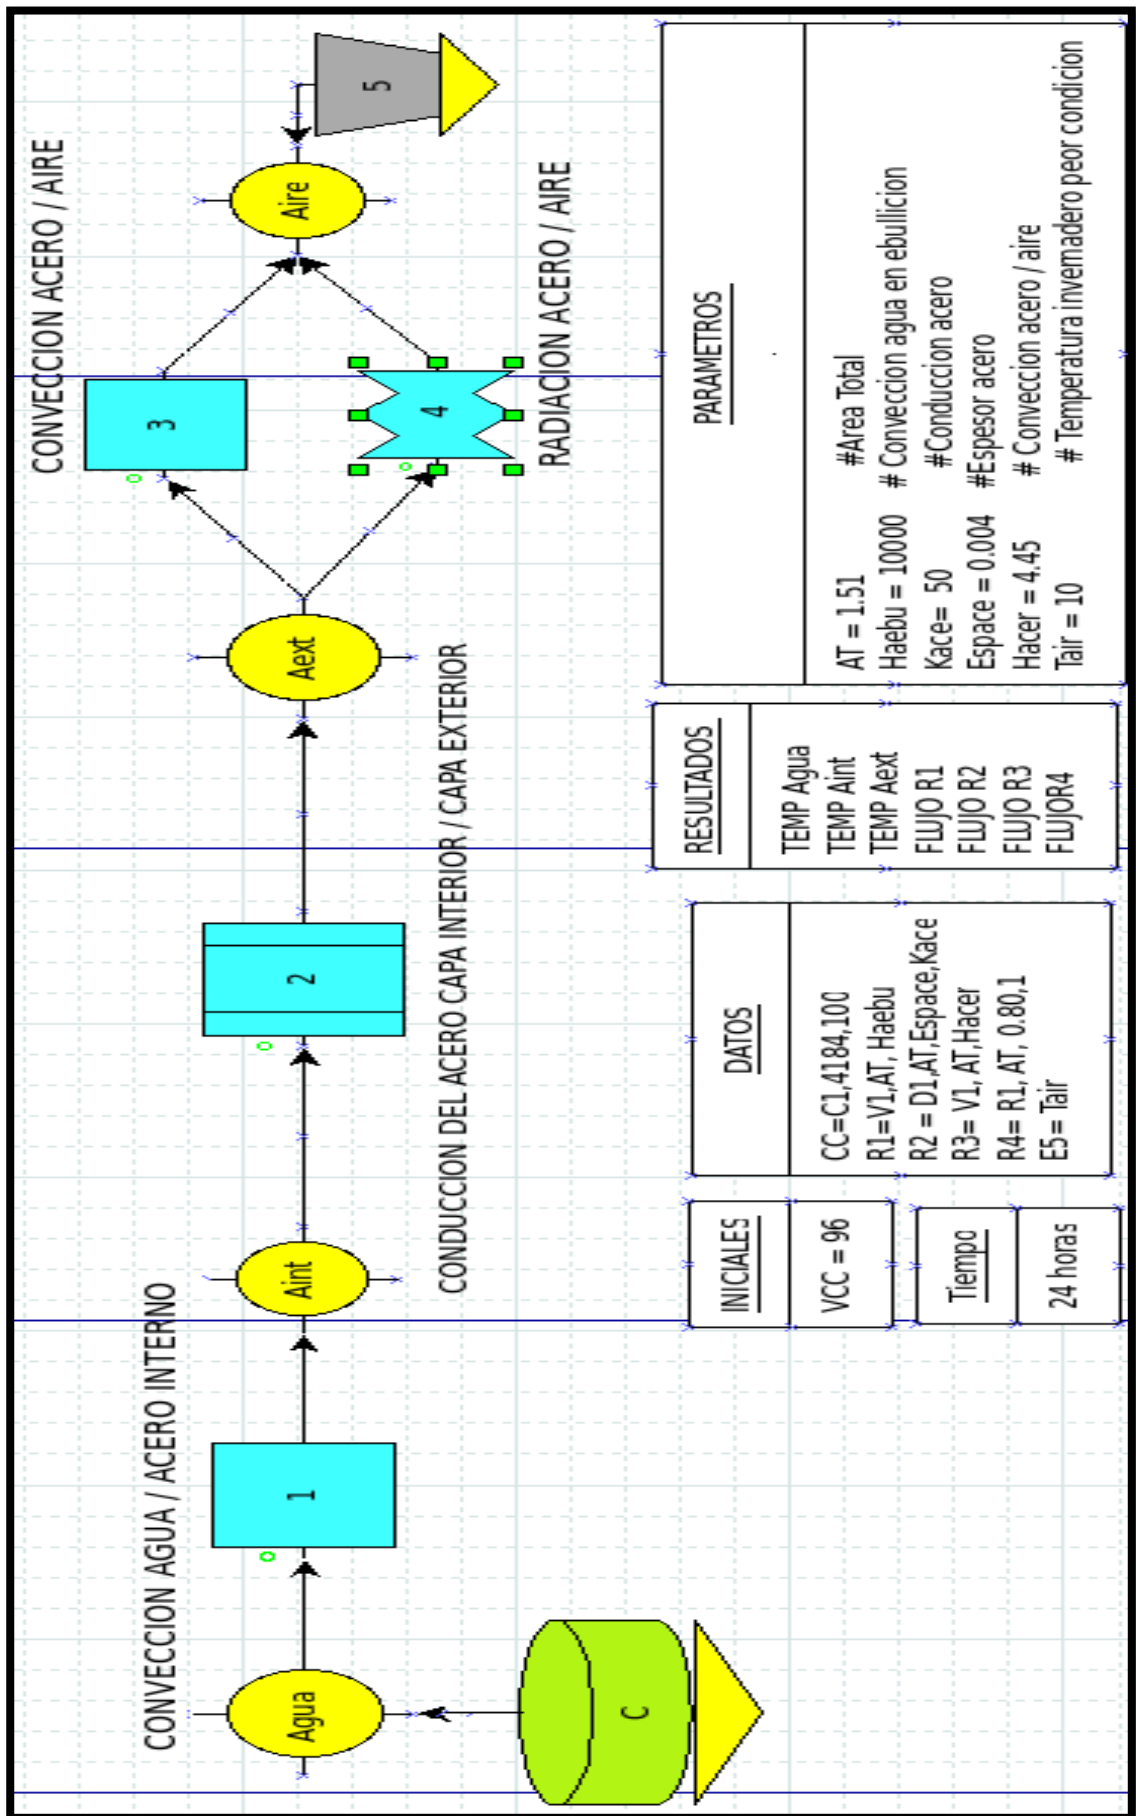 CONVECCION AGUA / ACERO INTERNO
CONVECCION ACERO / AIRE
Agua
1
Aint
2
Aext
3
4
Aire
5
C
CONDUCCION DEL ACERO CAPA INTERIOR / CAPA EXTERIOR
RADIACION ACERO / AIRE
INICIALES
VCC = 96
Tiempo
24 horas
DATOS
CC=C1,4184,100
R1=V1,AT, Haebu
R2 = D1,AT,Espace,Kace
R3= V1, AT,Hacer
R4= R1, AT, 0.80,1
E5= Tair
RESULTADOS
TEMP Agua
TEMP Aint
TEMP Aext
FLUJO R1
FLUJO R2
FLUJO R3
FLUJOR4
PARAMETROS
AT = 1.51 #Area Total
Haebu = 10000 # Conveccion agua en ebullicion
Kace= 50 #Conduccion acero
Espace = 0.004 #Espesor acero
Hacer = 4.45 # Conveccion acero / aire
Tair = 10 # Temperatura invernadero peor condicion